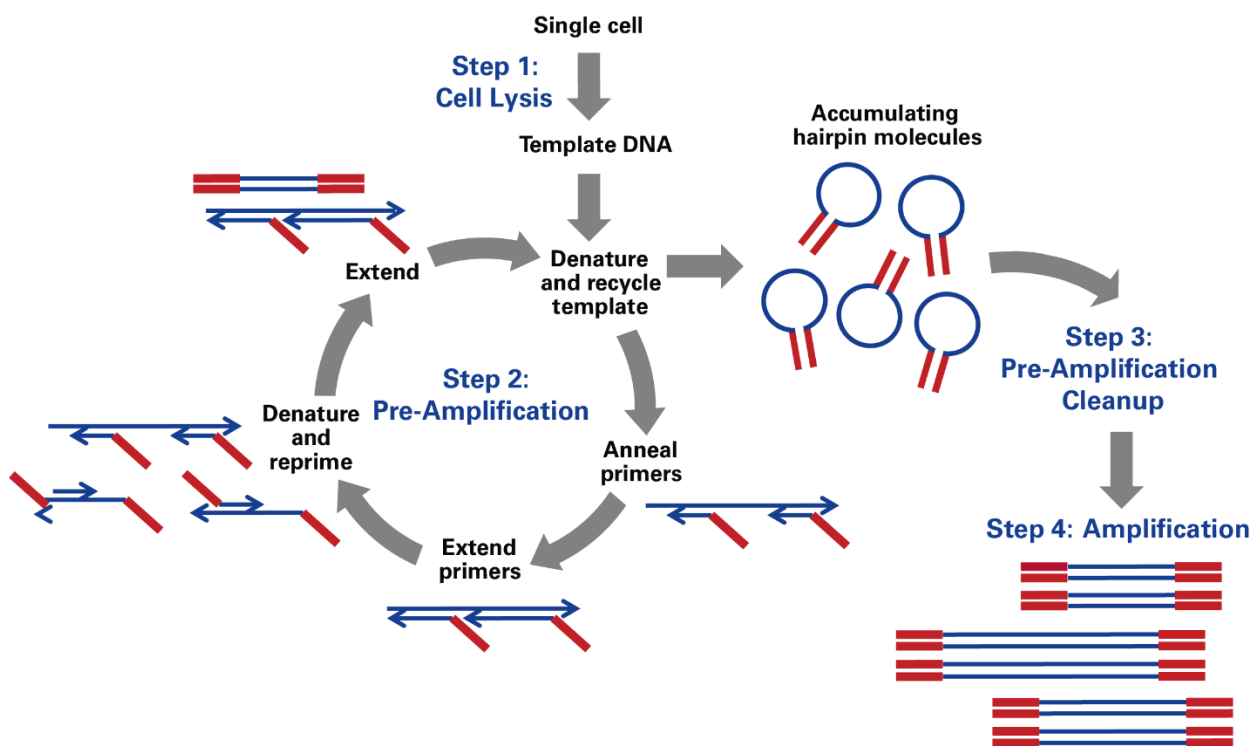 Single cell
Step 1:
Cell Lysis
Template DNA
Accumulating
hairpin molecules
Extend
Denature
and recycle
template
Step 2:
Pre-Amplification
Denature
and
reprime
Anneal
primers
Extend
primers
Step 3:
Pre-Amplification
Cleanup
Step 4: Amplification